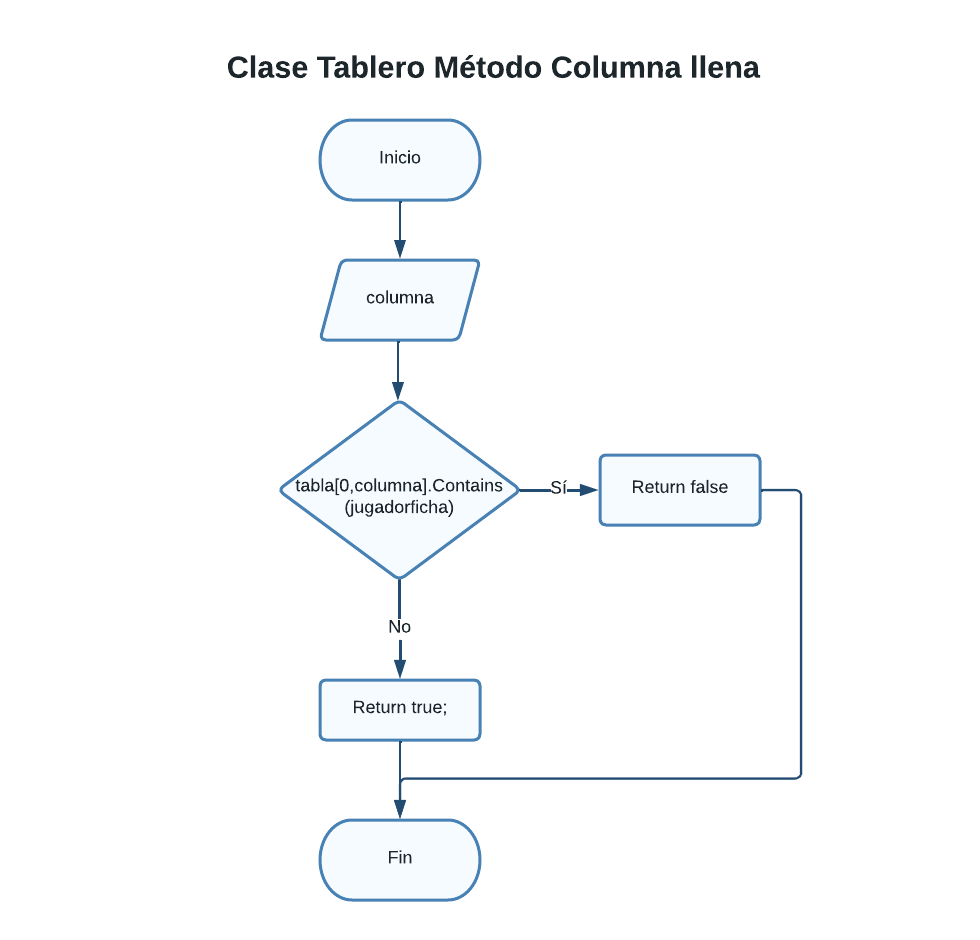 Clase Tablero Método Columna llena
Inicio
columna
tabla[0,columna].Contains
(jugadorficha)
Sí
Return false
No
Return true;
Fin